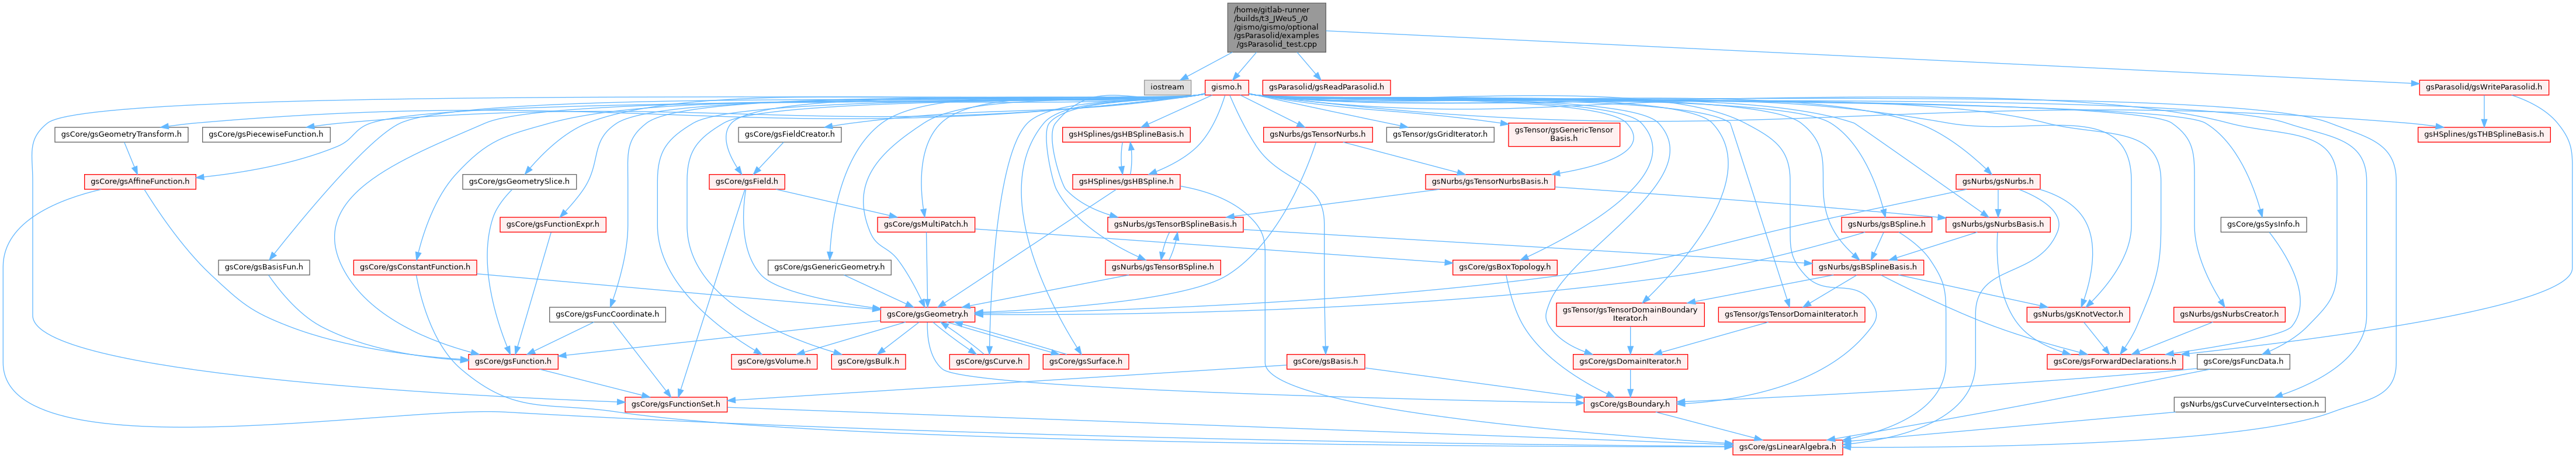 /home/gitlab-runner
/builds/t3_JWeu5_/0
/gismo/gismo/optional
/gsParasolid/examples
/gsParasolid_test.cpp
iostream
gismo.h
gsParasolid/gsReadParasolid.h
gsParasolid/gsWriteParasolid.h
gsCore/gsGeometryTransform.h
gsCore/gsPiecewiseFunction.h
gsCore/gsFieldCreator.h
gsHSplines/gsHBSplineBasis.h
gsNurbs/gsTensorNurbs.h
gsTensor/gsGridIterator.h
gsTensor/gsGenericTensor
Basis.h
gsHSplines/gsTHBSplineBasis.h
gsCore/gsAffineFunction.h
gsCore/gsGeometrySlice.h
gsCore/gsField.h
gsHSplines/gsHBSpline.h
gsNurbs/gsTensorNurbsBasis.h
gsNurbs/gsNurbs.h
gsCore/gsFunctionExpr.h
gsCore/gsMultiPatch.h
gsNurbs/gsTensorBSplineBasis.h
gsNurbs/gsBSpline.h
gsNurbs/gsNurbsBasis.h
gsCore/gsSysInfo.h
gsCore/gsBasisFun.h
gsCore/gsConstantFunction.h
gsCore/gsGenericGeometry.h
gsNurbs/gsTensorBSpline.h
gsCore/gsBoxTopology.h
gsNurbs/gsBSplineBasis.h
gsCore/gsFuncCoordinate.h
gsCore/gsGeometry.h
gsTensor/gsTensorDomainBoundary
Iterator.h
gsTensor/gsTensorDomainIterator.h
gsNurbs/gsKnotVector.h
gsNurbs/gsNurbsCreator.h
gsCore/gsFunction.h
gsCore/gsVolume.h
gsCore/gsBulk.h
gsCore/gsCurve.h
gsCore/gsSurface.h
gsCore/gsBasis.h
gsCore/gsDomainIterator.h
gsCore/gsForwardDeclarations.h
gsCore/gsFuncData.h
gsCore/gsFunctionSet.h
gsCore/gsBoundary.h
gsNurbs/gsCurveCurveIntersection.h
gsCore/gsLinearAlgebra.h